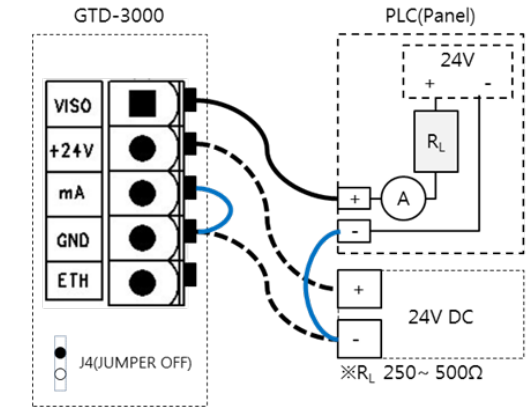 GTD-3000
PLC(Panel)
24V
+ -
RL
VISO
+24V
mA
GND
ETH
+ A
-
+
-
24V DC
J4(JUMPER OFF)
※RL 250~ 500Ω